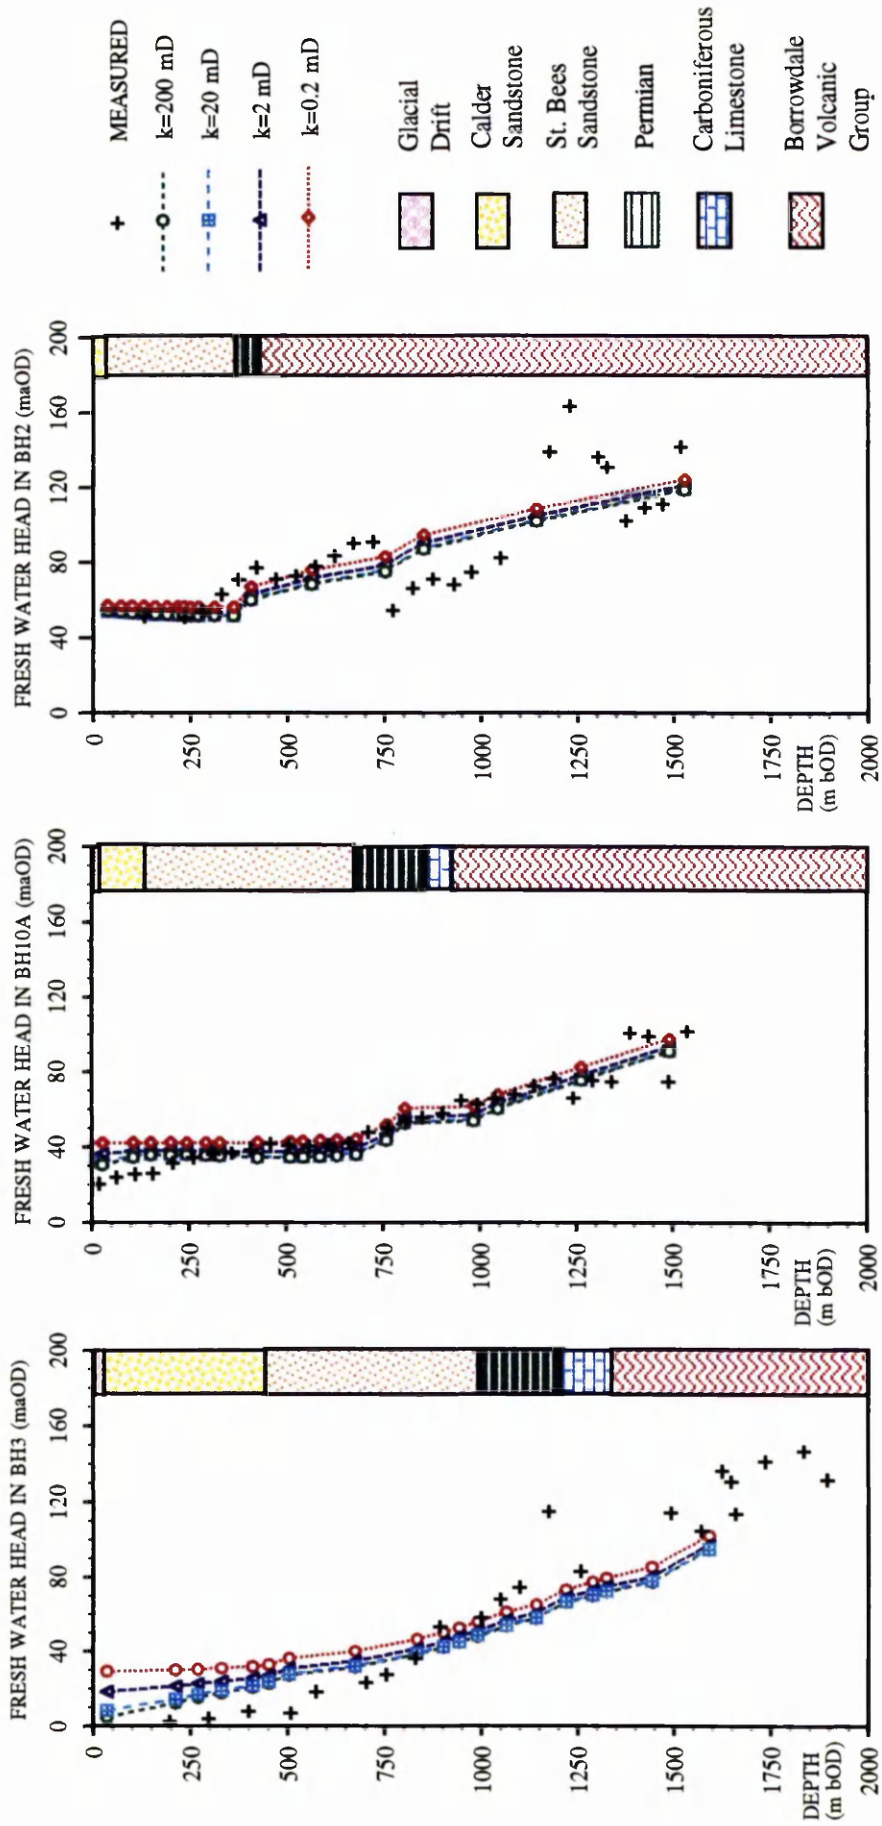 FRESH WATER HEAD IN BH3 (maOD)
0 40 80 120 160 200
0
250
500
750
1000
1250
1500
1750
2000
DEPTH
(m bOD)
FRESH WATER HEAD IN BH10A (maOD)
0 40 80 120 160 200
0
250
500
750
1000
1250
1500
1750
2000
DEPTH
(m bOD)
FRESH WATER HEAD IN BH2 (maOD)
0 40 80 120 160 200
0
250
500
750
1000
1250
1500
1750
2000
DEPTH
(m bOD)
MEASURED
k=200 mD
k=20 mD
k=2 mD
k=0.2 mD
Glacial
Drift
Calder
Sandstone
St. Bees
Sandstone
Permian
Carboniferous
Limestone
Borrowdale
Volcanic
Group